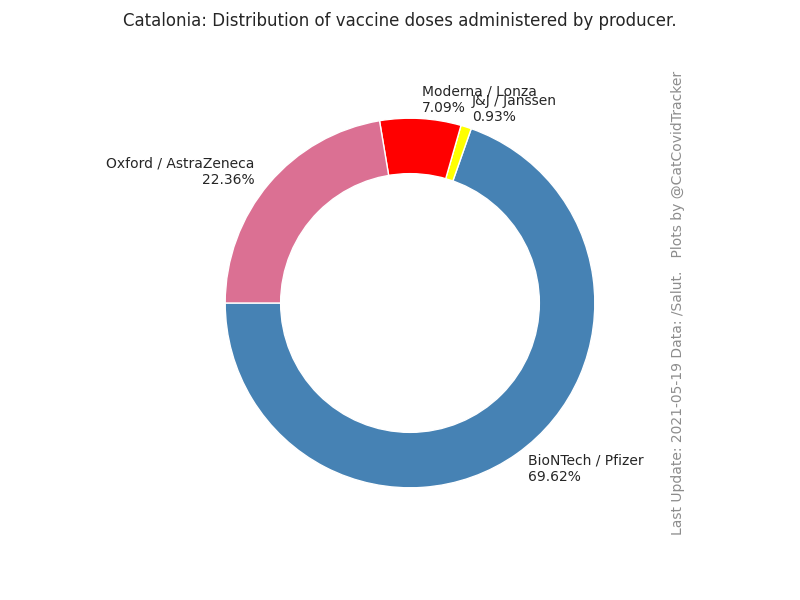 Catalonia: Distribution of vaccine doses administered by producer.
Moderna / Lonza
7.09%
J&J / Janssen
0.93%
Oxford / AstraZeneca
22.36%
BioNTech / Pfizer
69.62%
Last Update: 2021-05-19 Data: /Salut.   Plots by @CatCovidTracker